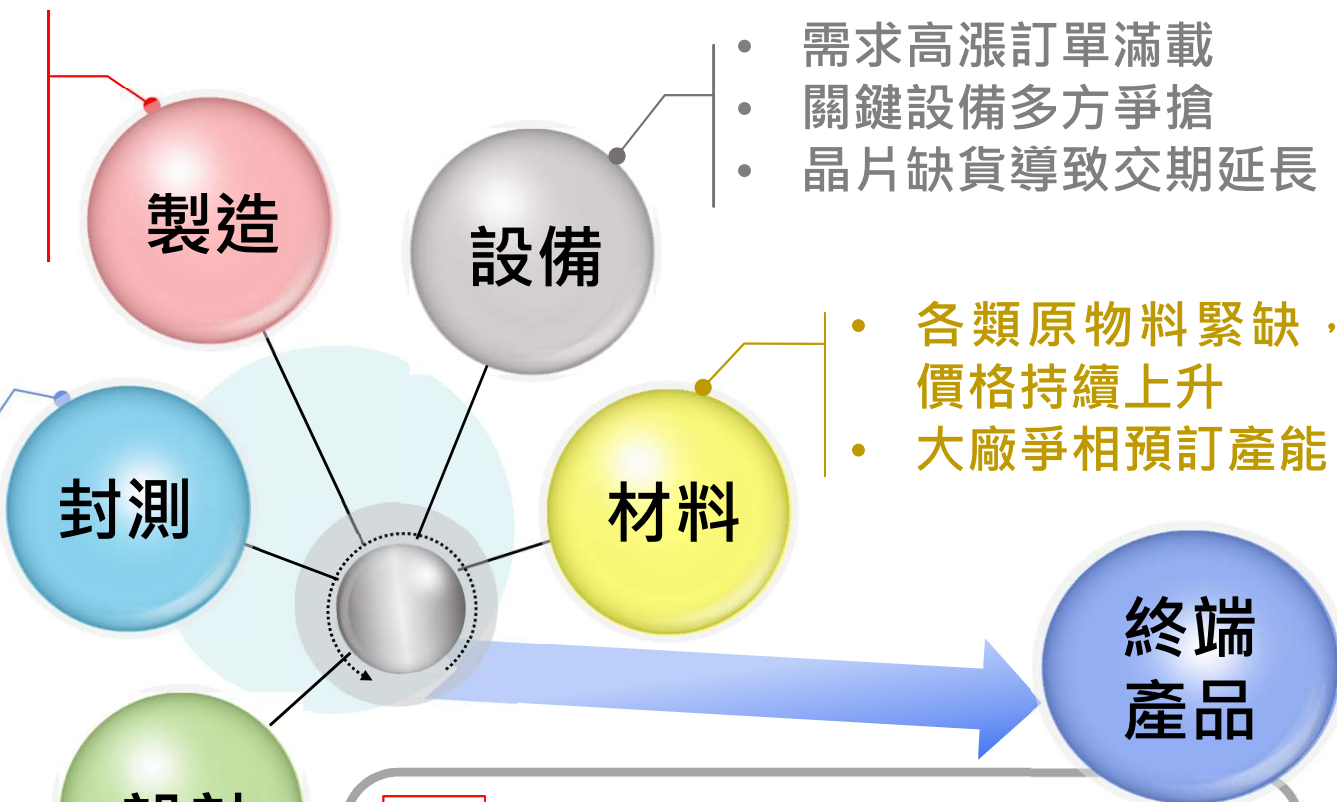 • 需求高漲訂單滿載
• 關鍵設備多方爭搶
• 晶片缺貨導致交期延長
製造
設備
• 各類原物料緊缺，
價格持續上升
• 大廠爭相預訂產能
封測
材料
終端
產品
設計